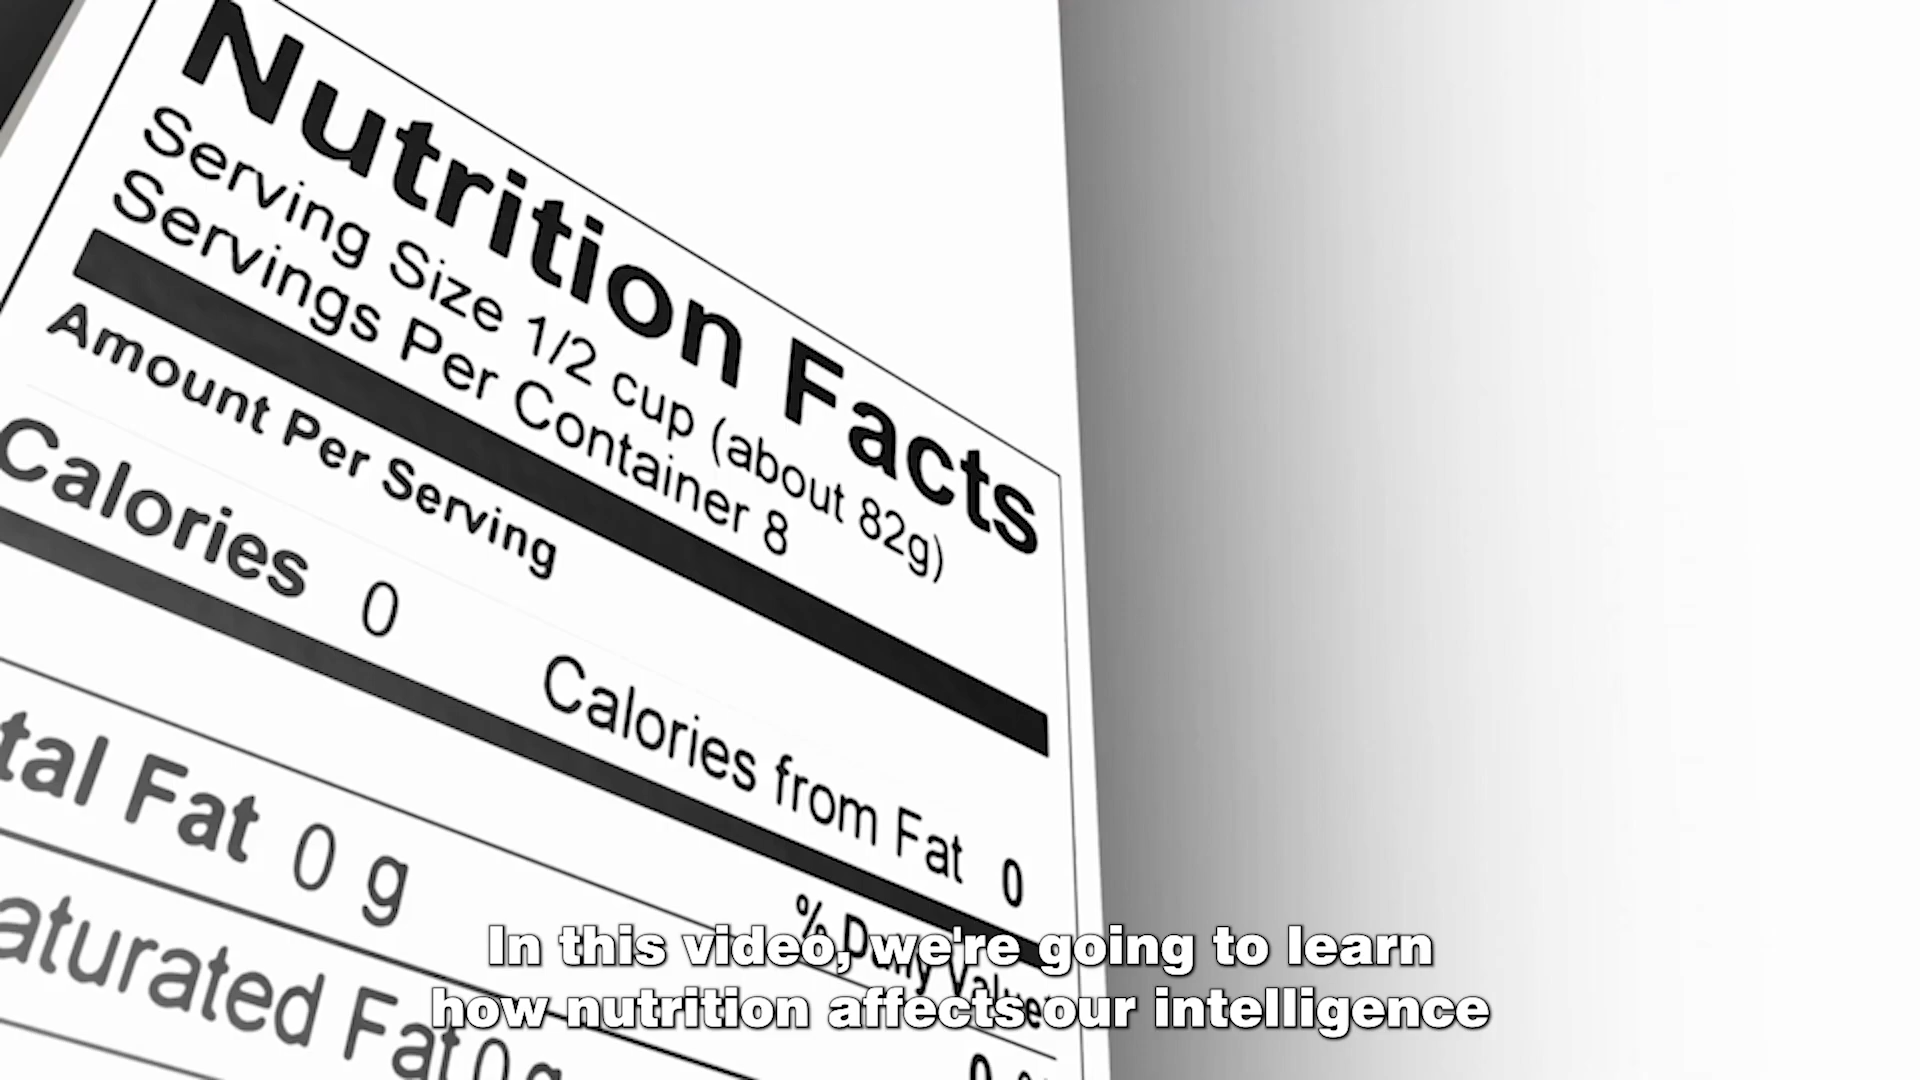 Nutrition Facts
Serving Size 1/2 cup (about 82g)
Servings Per Container 8
Amount Per Serving
Calories 0
Calories from Fat 0
% Daily Value
tal Fat 0 g
aturated Fat 0 g
In this video, we're going to learn
how nutrition affects our intelligence